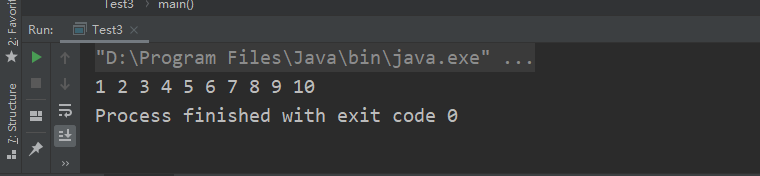 Test3 › main()
Run: Test3 ×
"D:\Program Files\Java\bin\java.exe" ...
1 2 3 4 5 6 7 8 9 10
Process finished with exit code 0
2: Favori
7: Structure